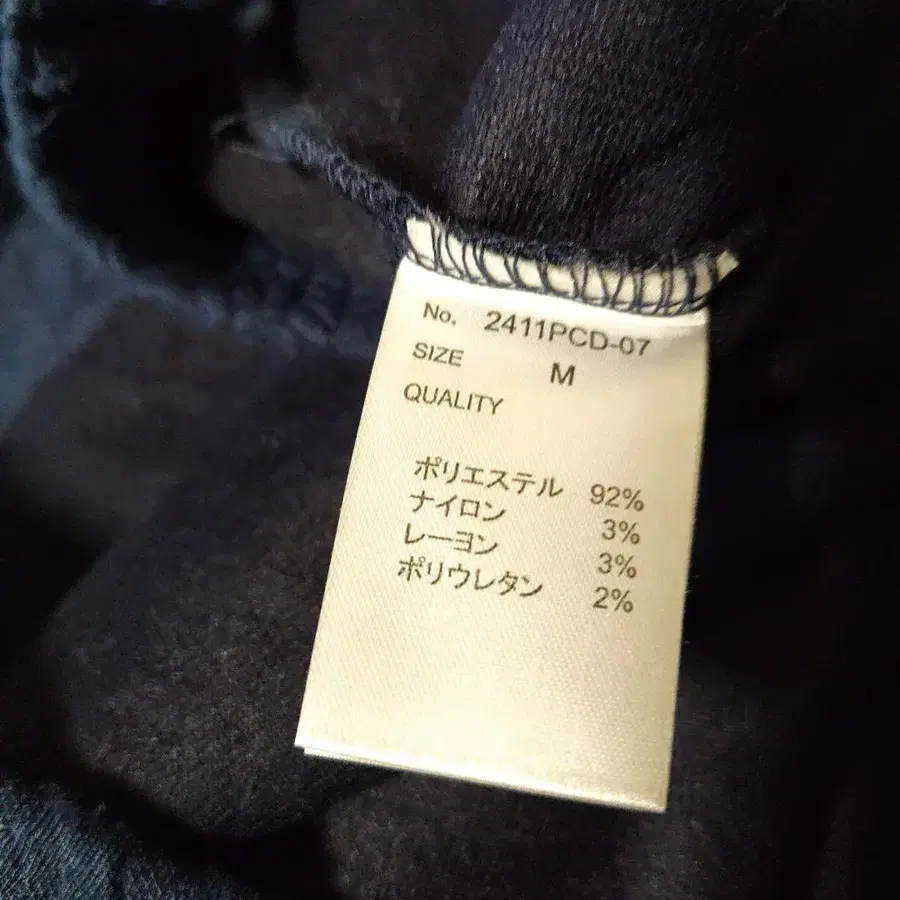 No. 2411PCD-07
SIZE M
QUALITY
ポリエステル 92%
ナイロン 3%
レーヨン 3%
ポリウレタン 2%